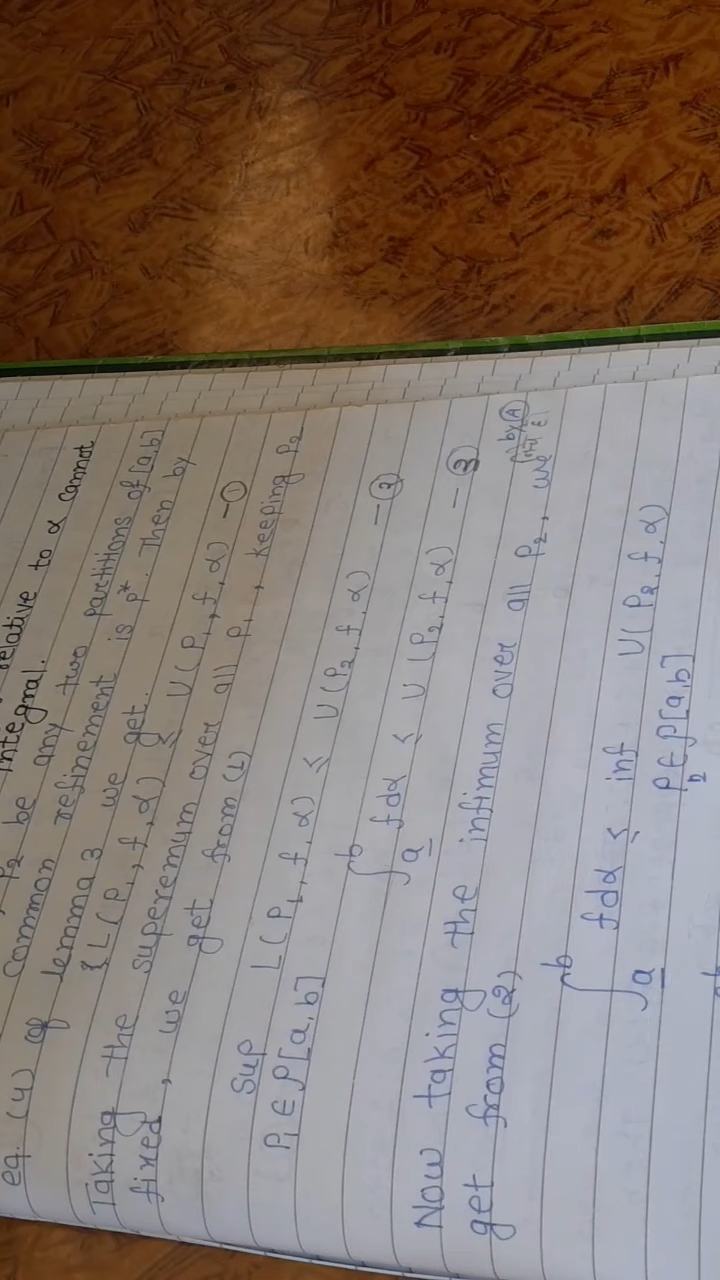 relative to α cannot
integral.
P₂ be any two partitions of [a,b]
common refinement is P*. Then by
eq. (4) of lemma 3 we get.
{L(P₁, f, α) ≤ U(P₁, f, α) -①
Taking the superemum over all P₁, keeping P₂
fixed, we get from (1)
Sup L(P₁, f, α) ≤ U(P₂, f, α) -②
P₁ ∈ P[a,b]
∫ₐᵇ fdα ≤ U(P₂, f, α) -③
Now taking the infimum over all P₂, we by Ⓐ
get from (2)
∫ₐᵇ fdα ≤ inf U(P₂, f, α)
P₂ ∈ P[a,b]